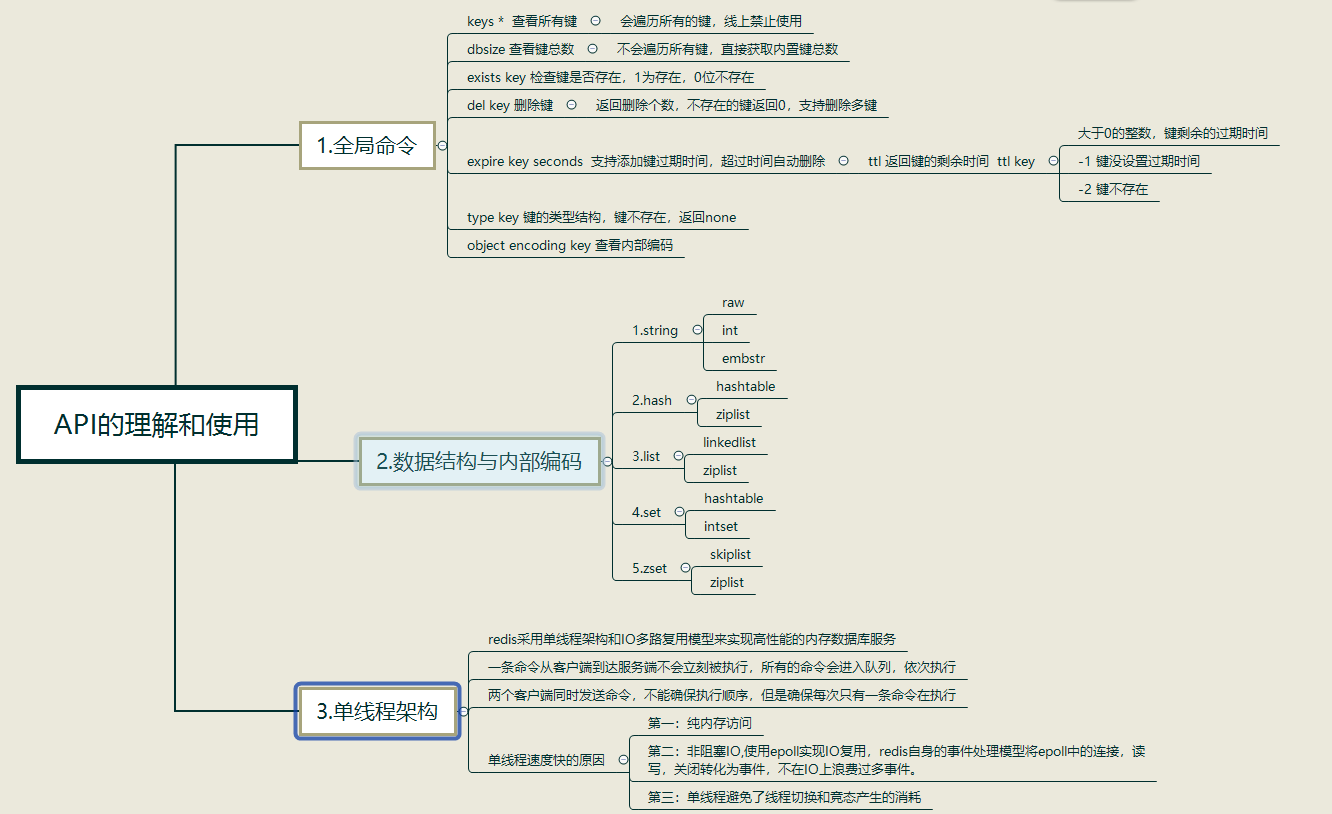 API的理解和使用
1.全局命令
keys * 查看所有键
会遍历所有的键，线上禁止使用
dbsize 查看键总数
不会遍历所有键，直接获取内置键总数
exists key 检查键是否存在，1为存在，0位不存在
del key 删除键
返回删除个数，不存在的键返回0，支持删除多键
expire key seconds 支持添加键过期时间，超过时间自动删除
ttl 返回键的剩余时间 ttl key
大于0的整数，键剩余的过期时间
-1 键没设置过期时间
-2 键不存在
type key 键的类型结构，键不存在，返回none
object encoding key 查看内部编码
2.数据结构与内部编码
1.string
raw
int
embstr
2.hash
hashtable
ziplist
3.list
linkedlist
ziplist
4.set
hashtable
intset
5.zset
skiplist
ziplist
3.单线程架构
redis采用单线程架构和IO多路复用模型来实现高性能的内存数据库服务
一条命令从客户端到达服务端不会立刻被执行，所有的命令会进入队列，依次执行
两个客户端同时发送命令，不能确保执行顺序，但是确保每次只有一条命令在执行
单线程速度快的原因
第一：纯内存访问
第二：非阻塞IO,使用epoll实现IO复用，redis自身的事件处理模型将epoll中的连接，读
写，关闭转化为事件，不在IO上浪费过多事件。
第三：单线程避免了线程切换和竞态产生的消耗